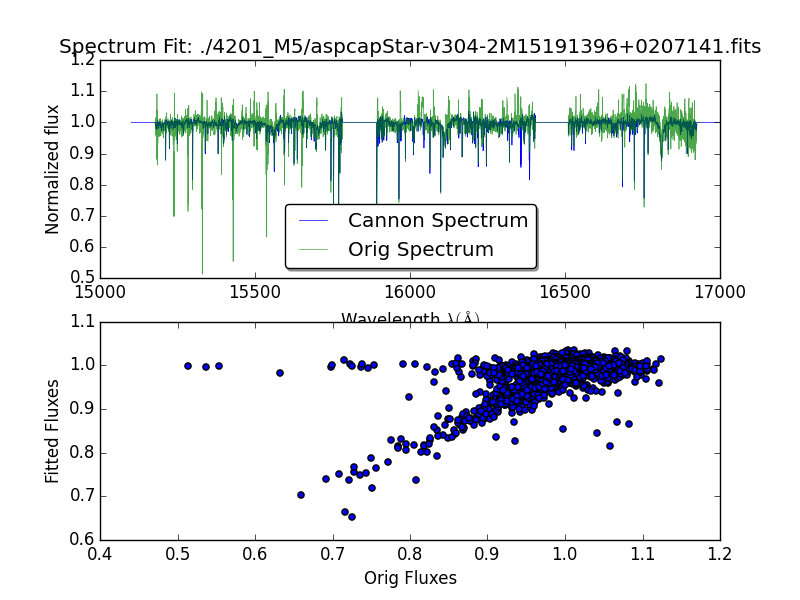 Spectrum Fit: ./4201_M5/aspcapStar-v304-2M15191396+0207141.fits
1.2
1.1
1.0
0.9
0.8
0.7
0.6
0.5
Normalized flux
Cannon Spectrum
Orig Spectrum
15000 15500 16000 16500 17000
Wavelength λ(Å)
1.1
1.0
0.9
0.8
0.7
0.6
Fitted Fluxes
0.4 0.5 0.6 0.7 0.8 0.9 1.0 1.1 1.2
Orig Fluxes